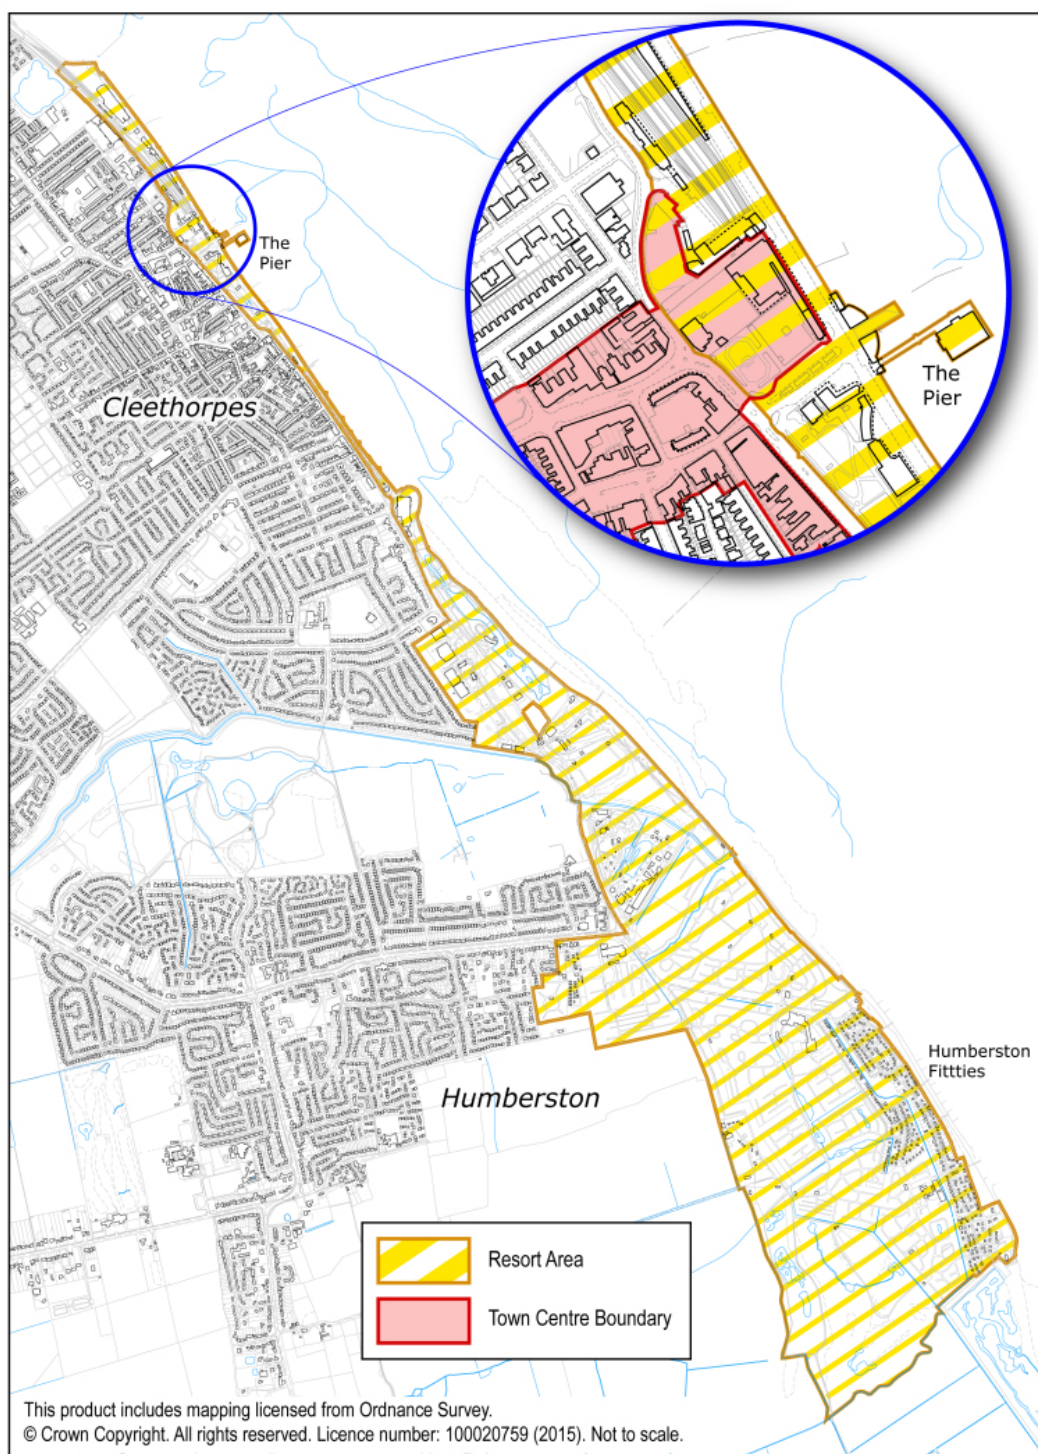 The
Pier
The
Pier
Cleethorpes
Humberston
Fittties
Humberston
Resort Area
Town Centre Boundary
This product includes mapping licensed from Ordnance Survey.
© Crown Copyright. All rights reserved. Licence number: 100020759 (2015). Not to scale.